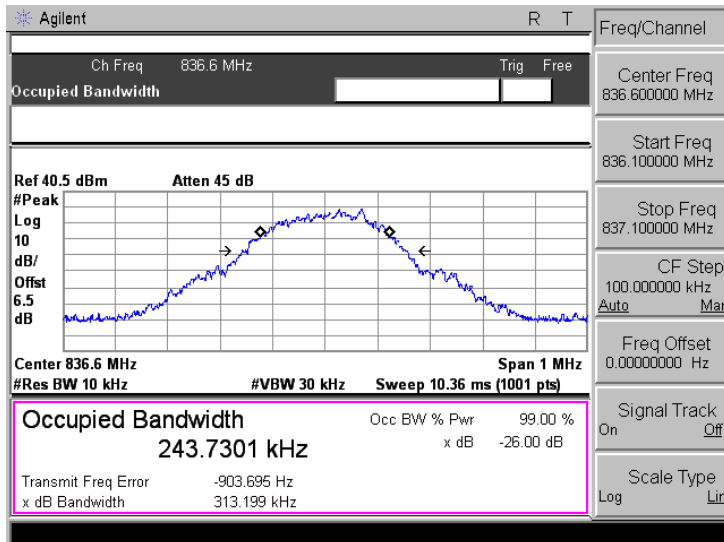 Agilent R T
Freq/Channel
Ch Freq 836.6 MHz Trig Free
Occupied Bandwidth
Center Freq
836.600000 MHz
Start Freq
836.100000 MHz
Stop Freq
837.100000 MHz
CF Step
100.000000 kHz
Auto Man
Freq Offset
0.00000000 Hz
Signal Track
On Off
Scale Type
Log Lin
Ref 40.5 dBm Atten 45 dB
#Peak
Log
10
dB/
Offst
6.5
dB
Center 836.6 MHz Span 1 MHz
#Res BW 10 kHz #VBW 30 kHz Sweep 10.36 ms (1001 pts)
Occupied Bandwidth Occ BW % Pwr 99.00 %
243.7301 kHz x dB -26.00 dB
Transmit Freq Error -903.695 Hz
x dB Bandwidth 313.199 kHz